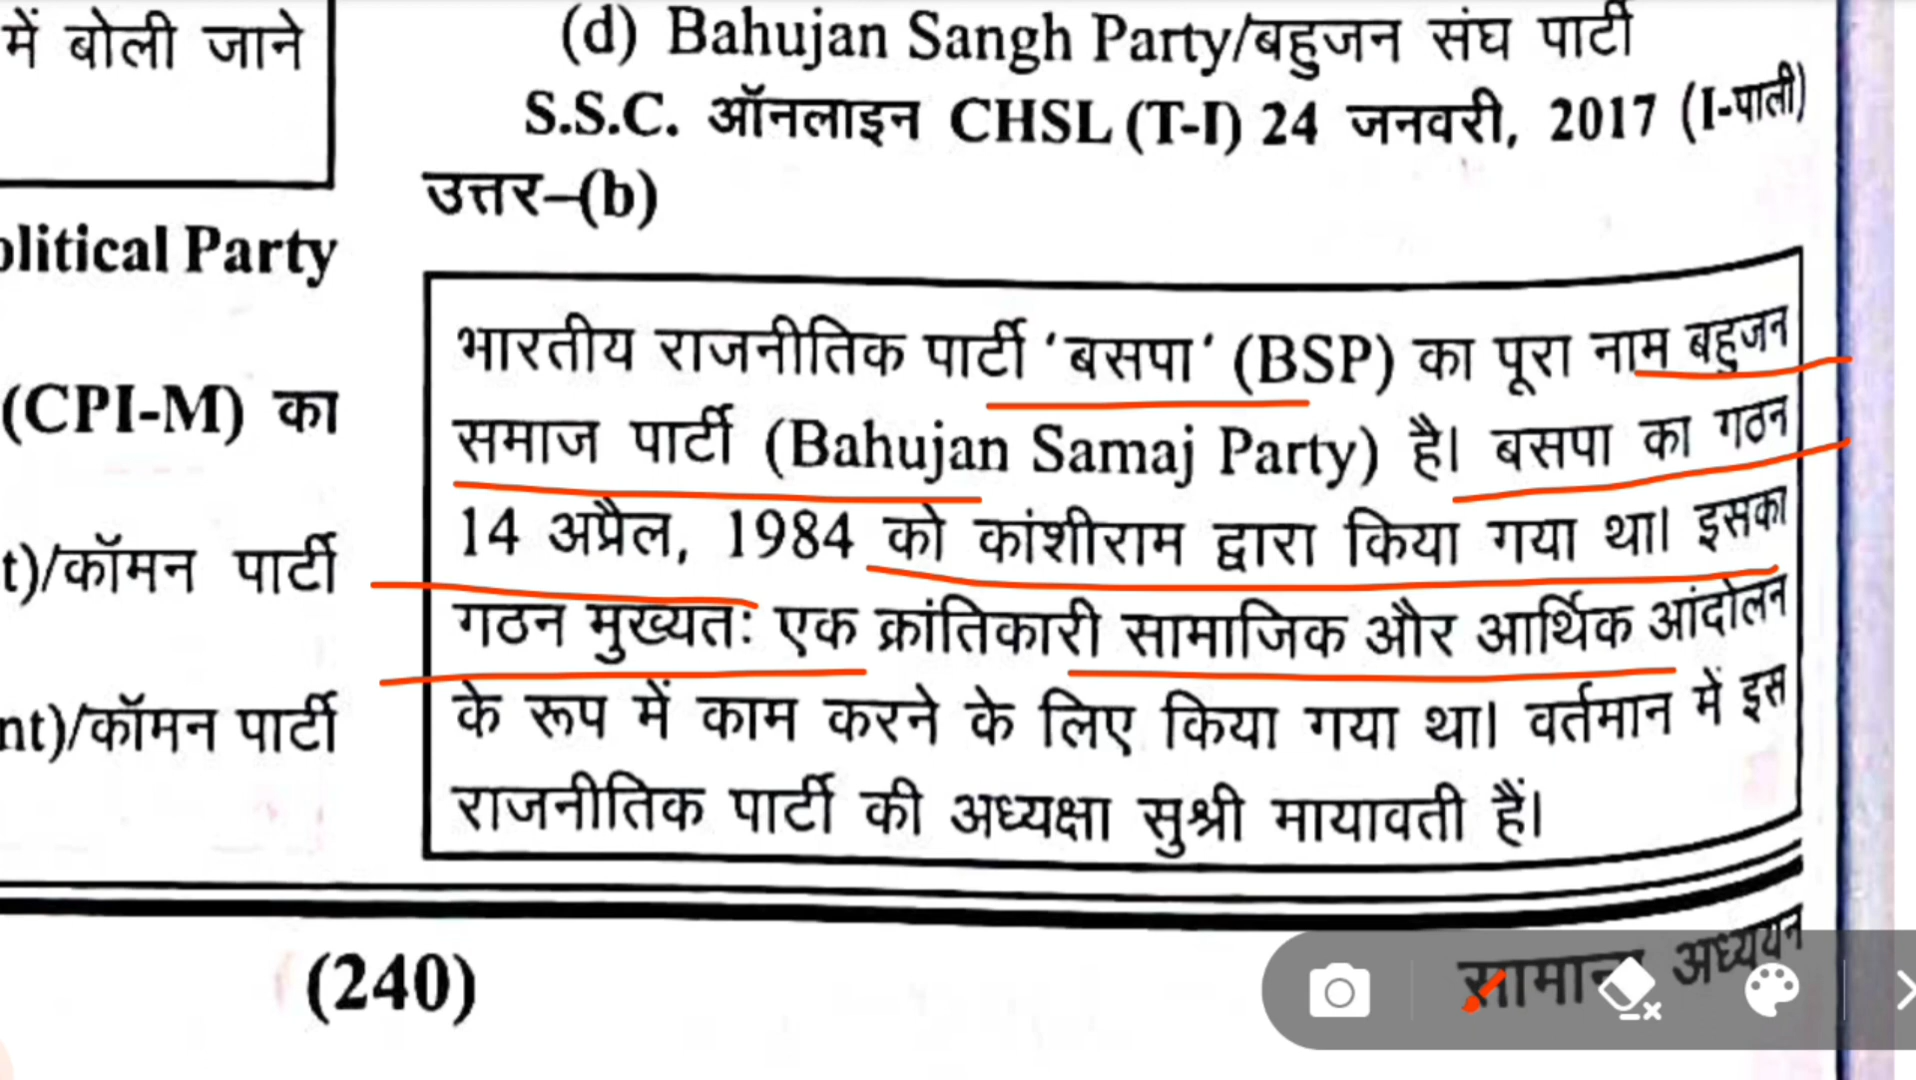 में बोली जाने
olitical Party
(CPI-M) का
t)/कॉमन पार्टी
nt)/कॉमन पार्टी
(d) Bahujan Sangh Party/बहुजन संघ पार्टी
S.S.C. ऑनलाइन CHSL (T-I) 24 जनवरी, 2017 (I-पाली)
उत्तर–(b)
भारतीय राजनीतिक पार्टी ‘बसपा‘ (BSP) का पूरा नाम बहुजन
समाज पार्टी (Bahujan Samaj Party) है। बसपा का गठन
14 अप्रैल, 1984 को कांशीराम द्वारा किया गया था। इसका
गठन मुख्यतः एक क्रांतिकारी सामाजिक और आर्थिक आंदोलन
के रूप में काम करने के लिए किया गया था। वर्तमान में इस
राजनीतिक पार्टी की अध्यक्षा सुश्री मायावती हैं।
(240)
सामान्य अध्ययन